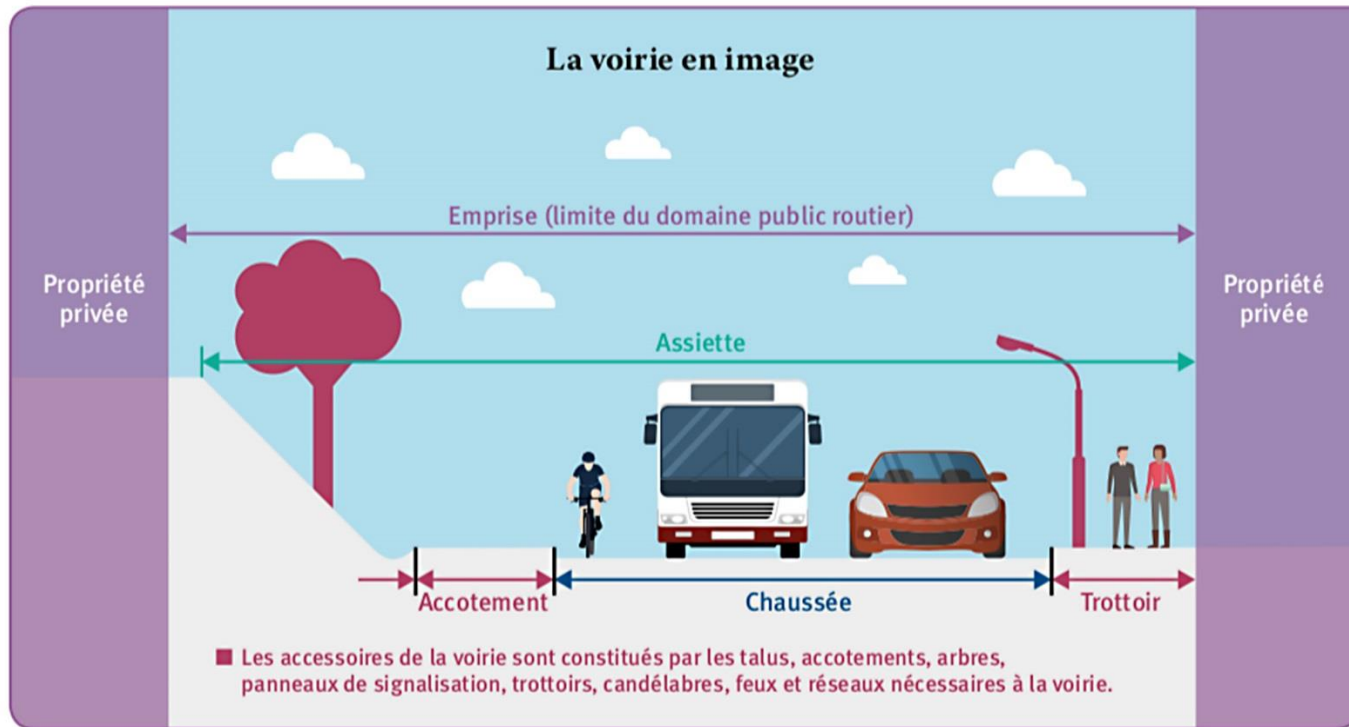 La voirie en image
Emprise (limite du domaine public routier)
Propriété
privée
Propriété
privée
Assiette
Accotement
Chaussée
Trottoir
Les accessoires de la voirie sont constitués par les talus, accotements, arbres,
panneaux de signalisation, trottoirs, candélabres, feux et réseaux nécessaires à la voirie.